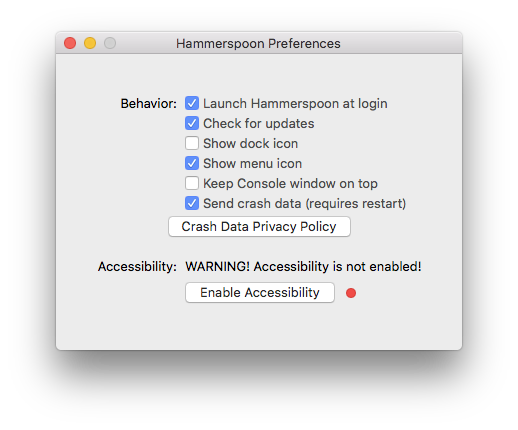 Hammerspoon Preferences
Behavior: Launch Hammerspoon at login
Check for updates
Show dock icon
Show menu icon
Keep Console window on top
Send crash data (requires restart)
Crash Data Privacy Policy
Accessibility: WARNING! Accessibility is not enabled!
Enable Accessibility